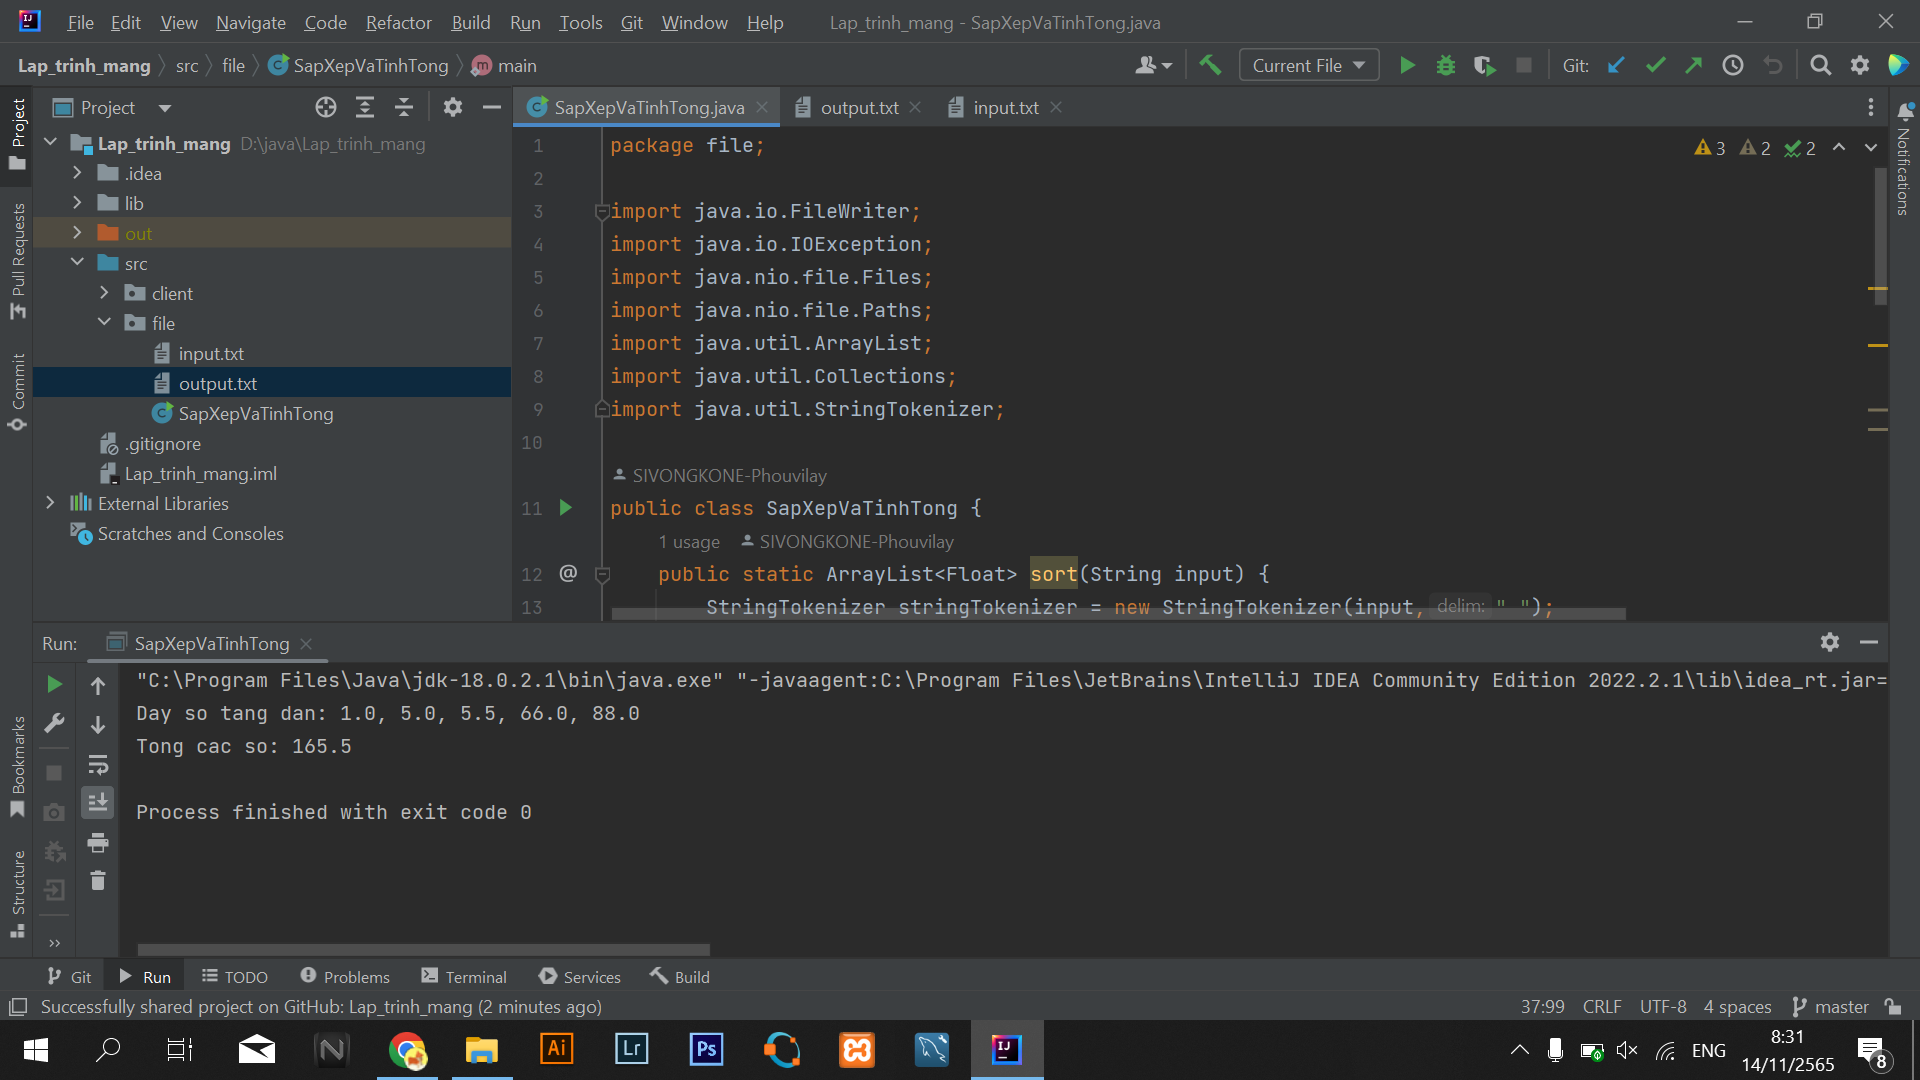 File Edit View Navigate Code Refactor Build Run Tools Git Window Help Lap_trinh_mang - SapXepVaTinhTong.java
Lap_trinh_mang src file SapXepVaTinhTong main Current File Git:
Project
SapXepVaTinhTong.java output.txt input.txt
Lap_trinh_mang D:\java\Lap_trinh_mang
.idea
lib
out
src
client
file
input.txt
output.txt
SapXepVaTinhTong
.gitignore
Lap_trinh_mang.iml
External Libraries
Scratches and Consoles
Project
Pull Requests
Commit
Bookmarks
Structure
Notifications
3 2 2
1 package file;
2
3 import java.io.FileWriter;
4 import java.io.IOException;
5 import java.nio.file.Files;
6 import java.nio.file.Paths;
7 import java.util.ArrayList;
8 import java.util.Collections;
9 import java.util.StringTokenizer;
10
SIVONGKONE-Phouvilay
11 public class SapXepVaTinhTong {
1 usage SIVONGKONE-Phouvilay
12 @ public static ArrayList<Float> sort(String input) {
13 StringTokenizer stringTokenizer = new StringTokenizer(input, delim: " ");
Run: SapXepVaTinhTong
"C:\Program Files\Java\jdk-18.0.2.1\bin\java.exe" "-javaagent:C:\Program Files\JetBrains\IntelliJ IDEA Community Edition 2022.2.1\lib\idea_rt.jar=
Day so tang dan: 1.0, 5.0, 5.5, 66.0, 88.0
Tong cac so: 165.5
Process finished with exit code 0
Git Run TODO Problems Terminal Services Build
Successfully shared project on GitHub: Lap_trinh_mang (2 minutes ago) 37:99 CRLF UTF-8 4 spaces master
Ai Lr Ps ENG 8:31
14/11/2565 8